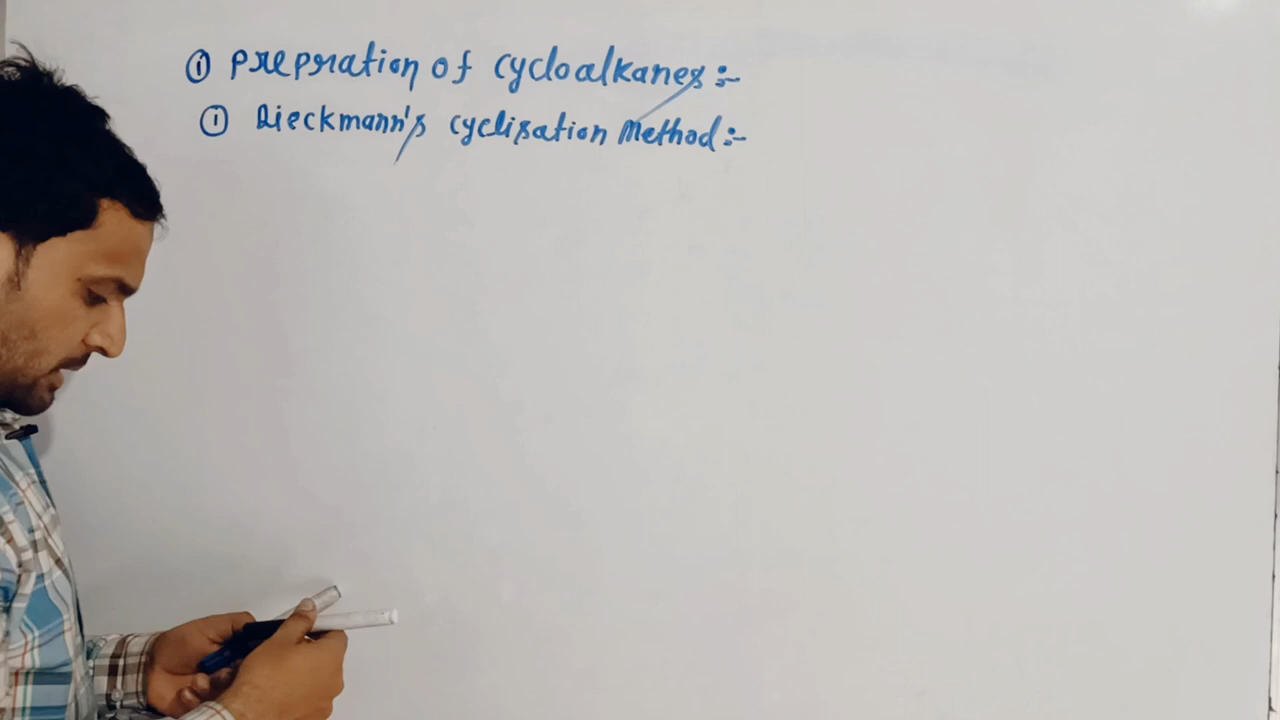 ① Prepration of cycloalkanes :-
① Dieckmann's cyclisation Method :-